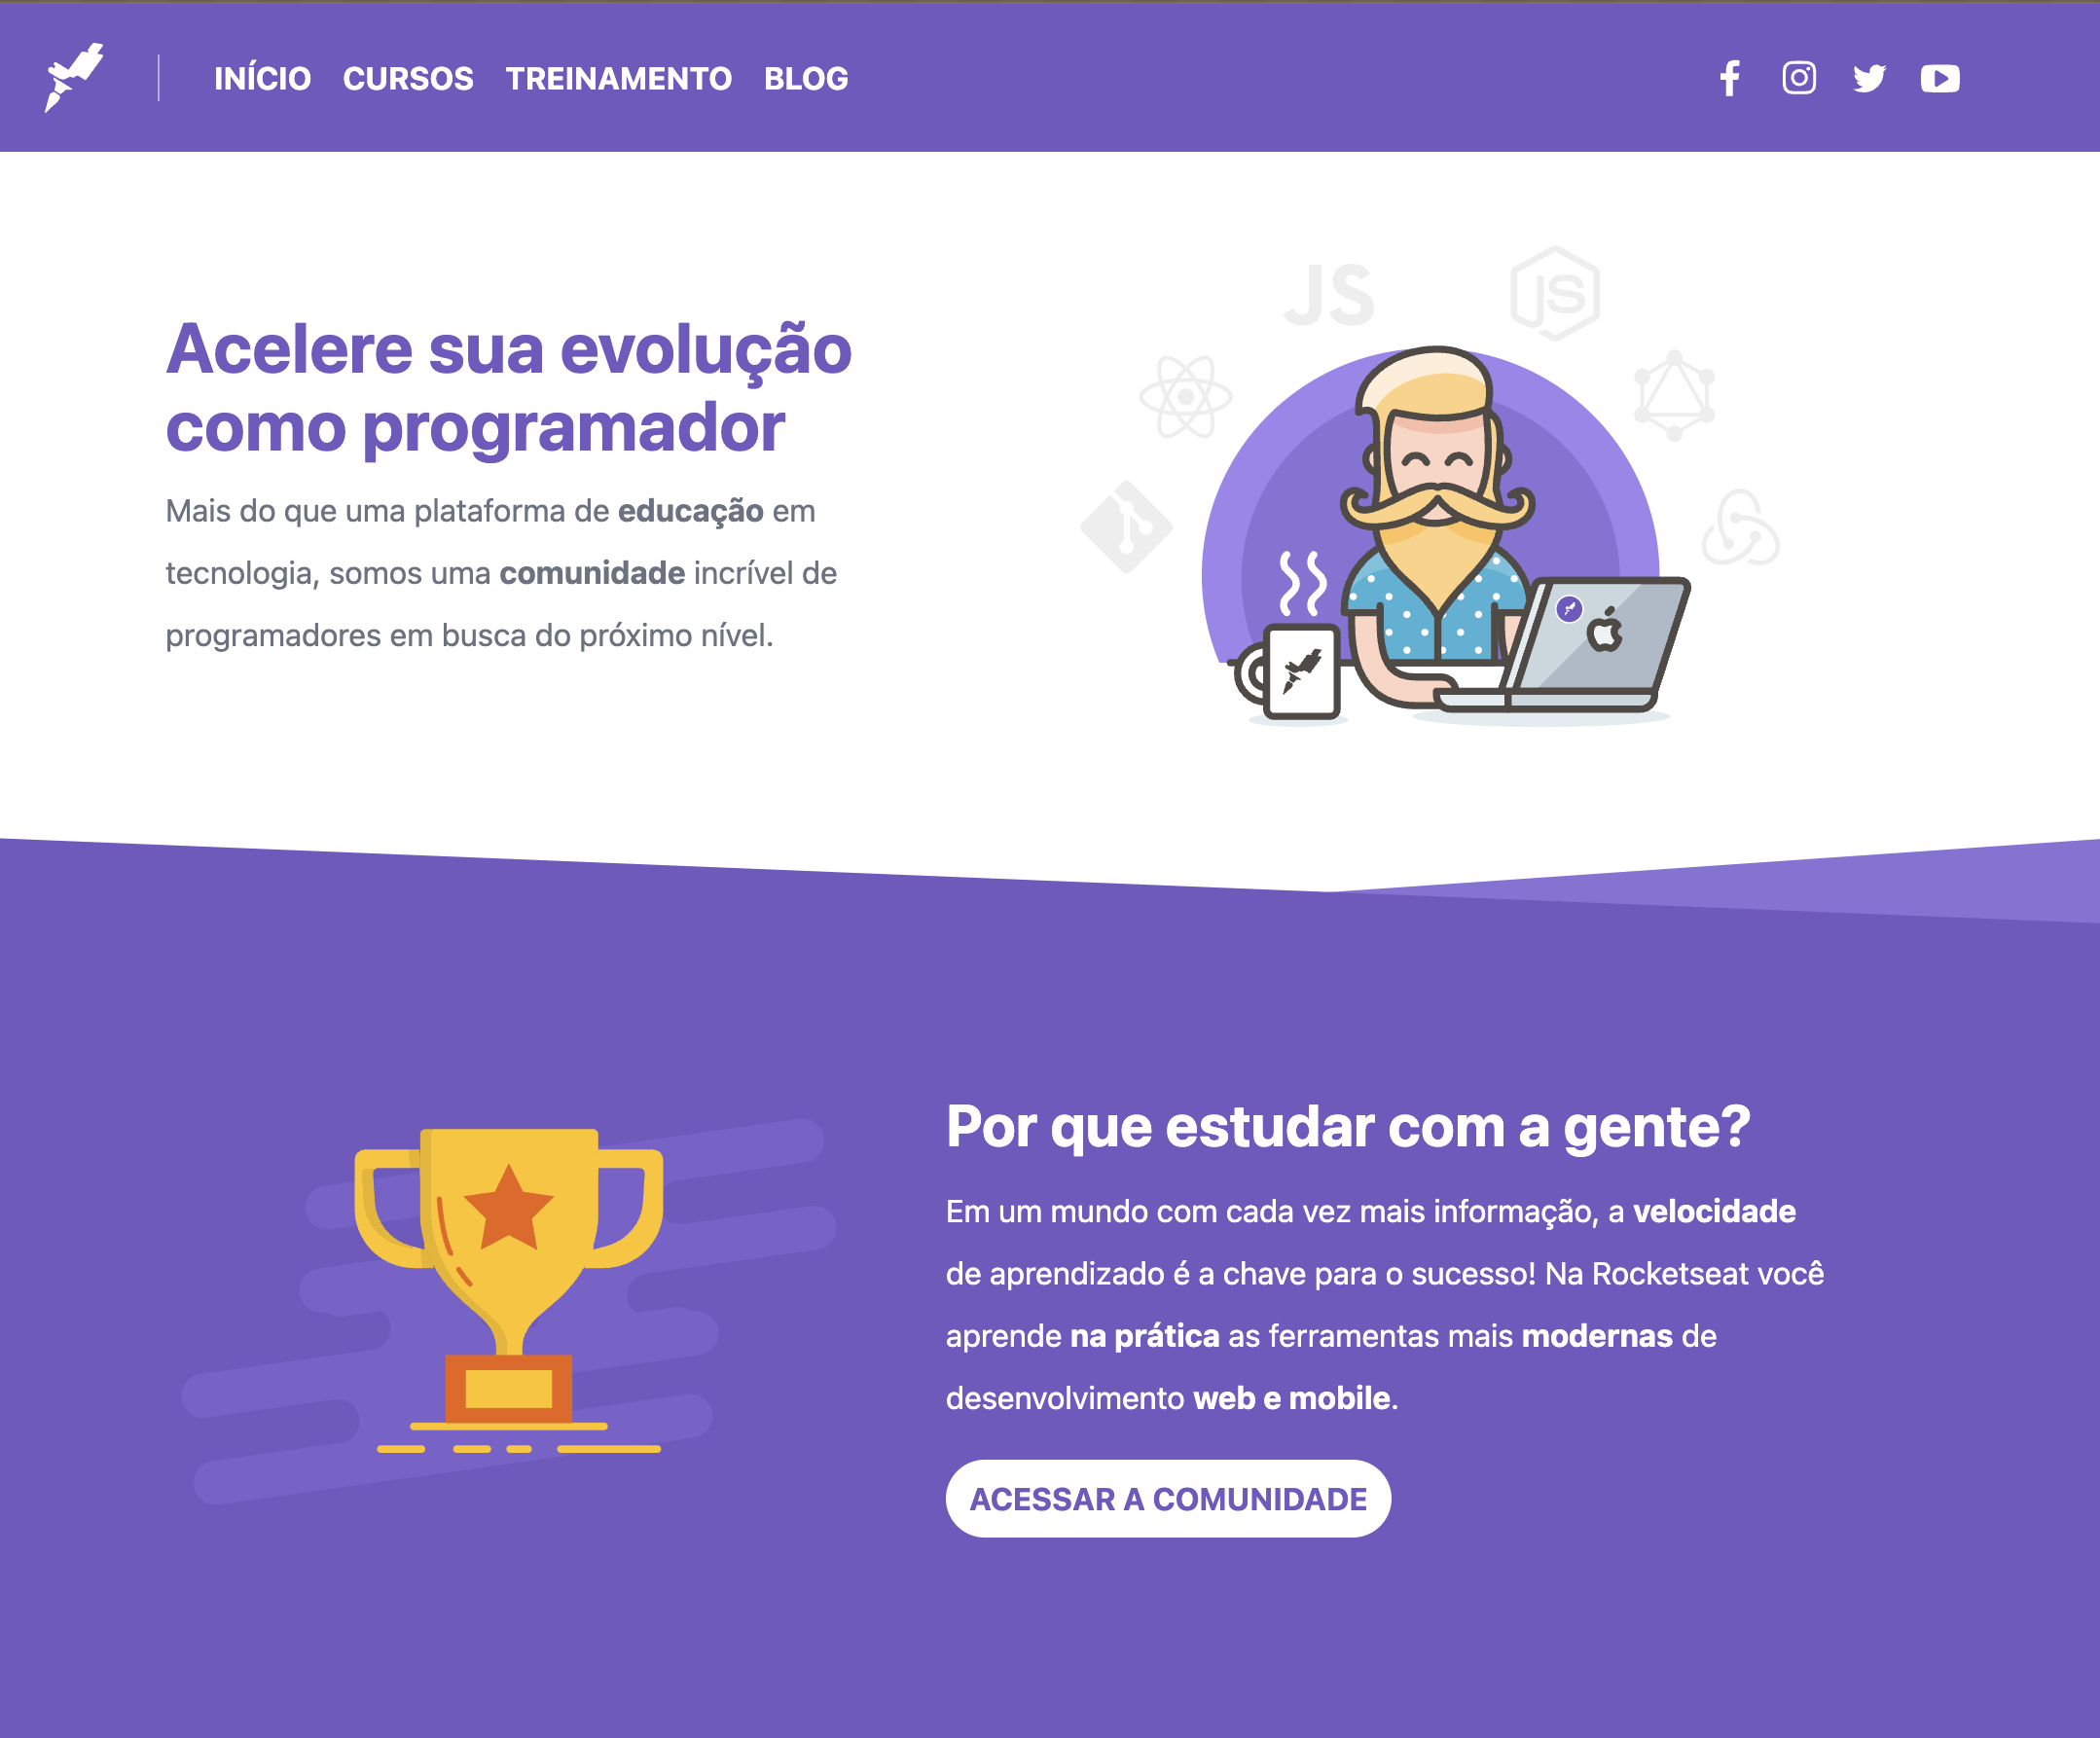 INÍCIO CURSOS TREINAMENTO BLOG
JS
JS
Acelere sua evolução
como programador
Mais do que uma plataforma de educação em
tecnologia, somos uma comunidade incrível de
programadores em busca do próximo nível.
Por que estudar com a gente?
Em um mundo com cada vez mais informação, a velocidade
de aprendizado é a chave para o sucesso! Na Rocketseat você
aprende na prática as ferramentas mais modernas de
desenvolvimento web e mobile.
ACESSAR A COMUNIDADE